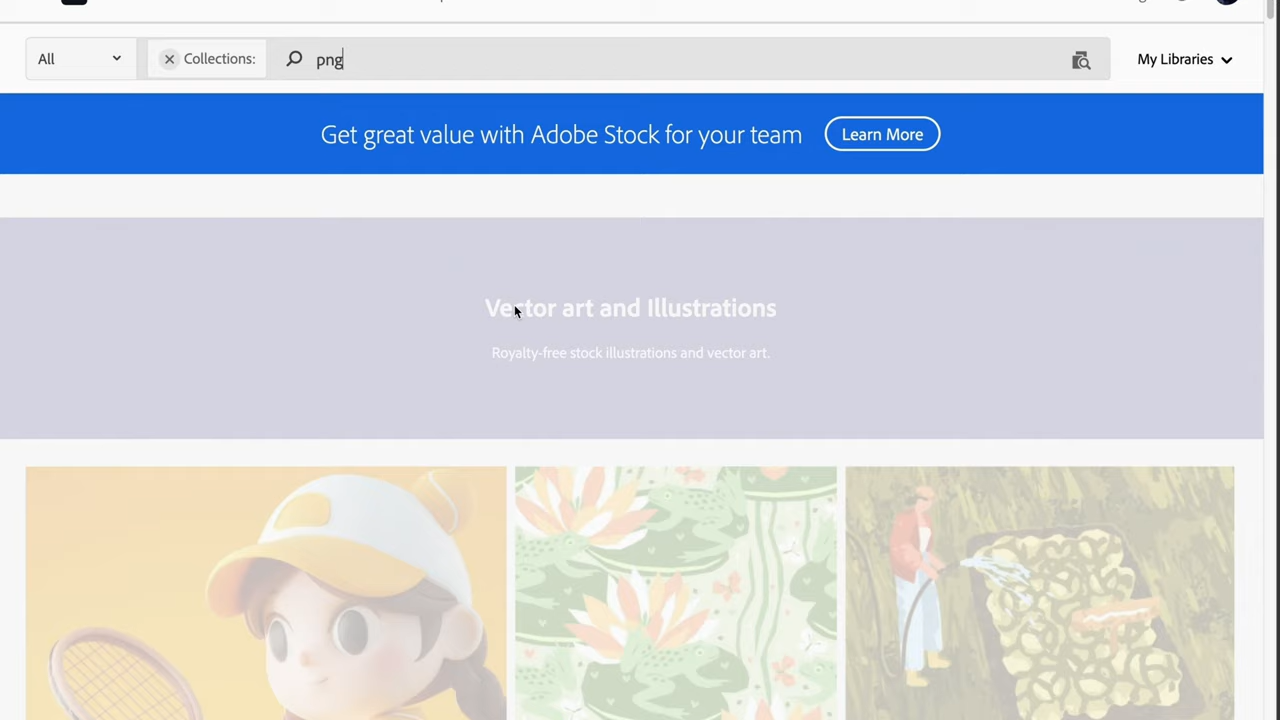 All
Collections:
png
My Libraries
Get great value with Adobe Stock for your team
Learn More
Vector art and Illustrations
Royalty-free stock illustrations and vector art.